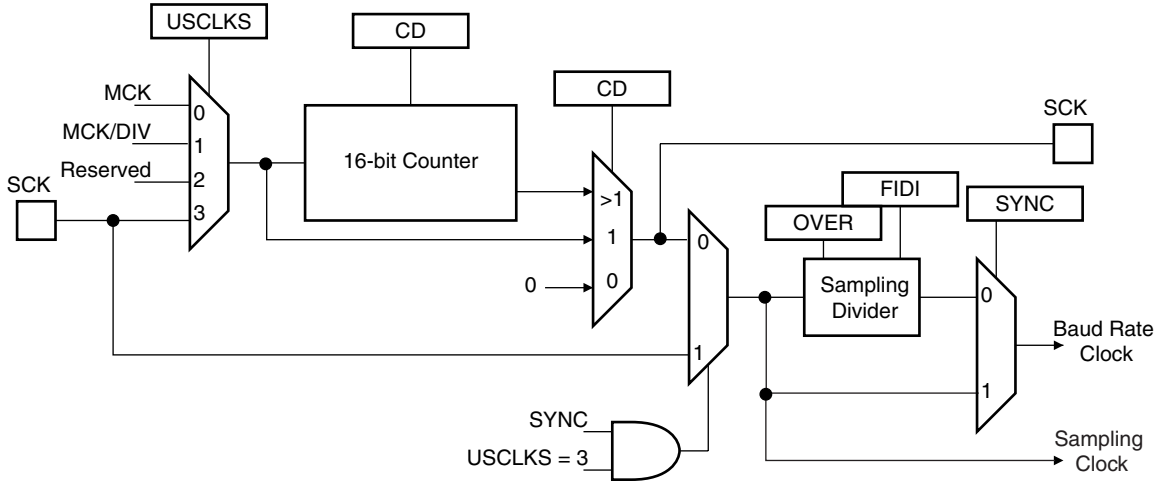 USCLKS
CD
CD
MCK
0
MCK/DIV
1
Reserved
2
SCK
3
16-bit Counter
>1
1
0
0
SCK
FIDI
OVER
SYNC
0
1
Sampling
Divider
0
1
Baud Rate
Clock
SYNC
USCLKS = 3
Sampling
Clock